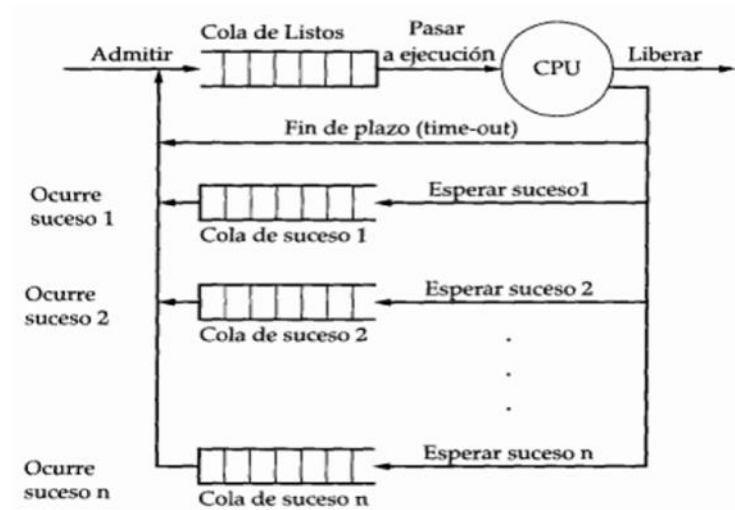 Cola de Listos
Pasar
a ejecución
Admitir
CPU
Liberar
Fin de plazo (time-out)
Ocurre
suceso 1
Esperar suceso1
Cola de suceso 1
Ocurre
suceso 2
Esperar suceso 2
Cola de suceso 2
.
.
.
Ocurre
suceso n
Esperar suceso n
Cola de suceso n